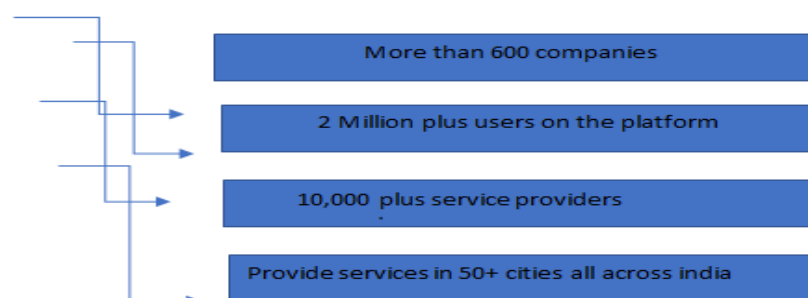 More than 600 companies
2 Million plus users on the platform
10,000 plus service providers
.
Provide services in 50+ cities all across india